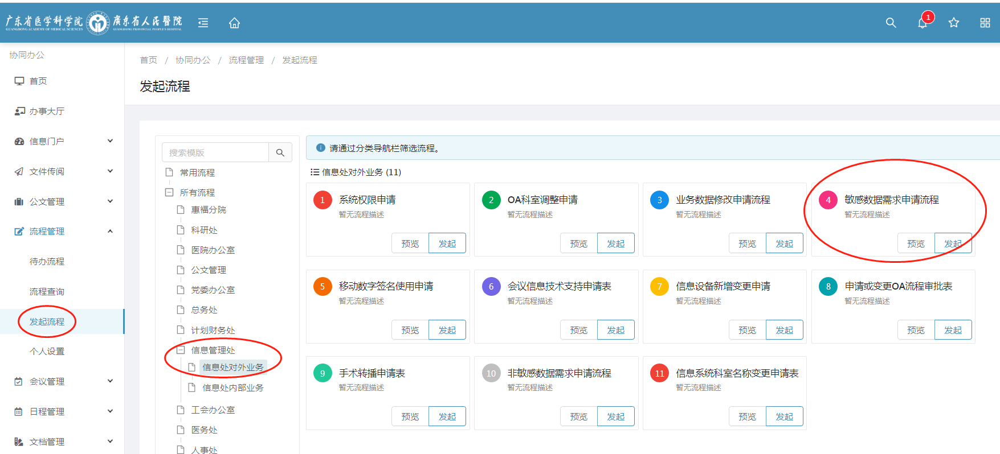 广东省医学科学院
GUANGDONG ACADEMY OF MEDICAL SCIENCES
廣東省人民醫院
GUANGDONG PROVINCIAL PEOPLE'S HOSPITAL
1
协同办公
首页
办事大厅
信息门户
文件传阅
公文管理
流程管理
待办流程
流程查询
发起流程
个人设置
会议管理
日程管理
文档管理
首页 / 协同办公 / 流程管理 / 发起流程
发起流程
搜索模版
常用流程
所有流程
惠福分院
科研处
医院办公室
公文管理
党委办公室
总务处
计划财务处
信息管理处
信息处对外业务
信息处内部业务
工会办公室
医务处
人事处
请通过分类导航栏筛选流程。
信息处对外业务 (11)
1 系统权限申请
暂无流程描述
预览 发起
2 OA科室调整申请
暂无流程描述
预览 发起
3 业务数据修改申请流程
暂无流程描述
预览 发起
4 敏感数据需求申请流程
暂无流程描述
预览 发起
5 移动数字签名使用申请
暂无流程描述
预览 发起
6 会议信息技术支持申请表
暂无流程描述
预览 发起
7 信息设备新增变更申请
暂无流程描述
预览 发起
8 申请或变更OA流程审批表
暂无流程描述
预览 发起
9 手术转播申请表
暂无流程描述
预览 发起
10 非敏感数据需求申请流程
暂无流程描述
预览 发起
11 信息系统科室名称变更申请表
暂无流程描述
预览 发起